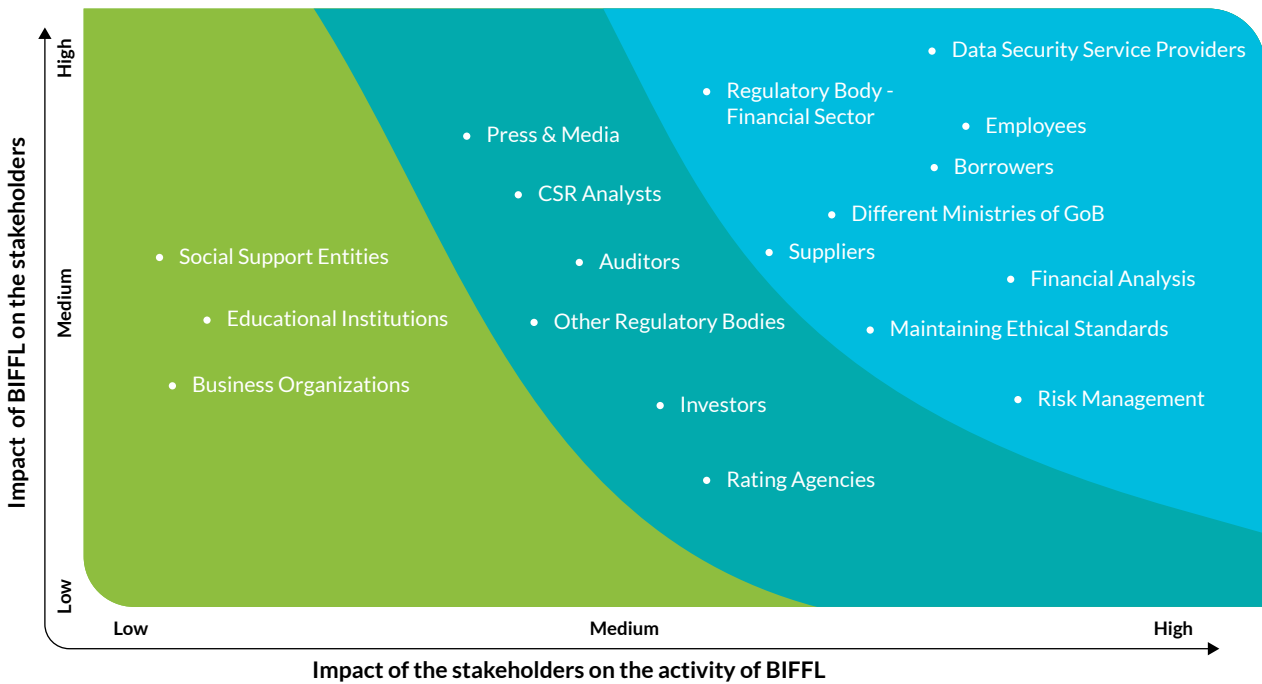 High
Medium
Low
Impact of BIFFL on the stakeholders
• Data Security Service Providers
• Regulatory Body -
Financial Sector
• Employees
• Press & Media
• Borrowers
• CSR Analysts
• Different Ministries of GoB
• Suppliers
• Social Support Entities
• Auditors
• Financial Analysis
• Educational Institutions
• Other Regulatory Bodies
• Maintaining Ethical Standards
• Business Organizations
• Investors
• Risk Management
• Rating Agencies
Low
Medium
High
Impact of the stakeholders on the activity of BIFFL